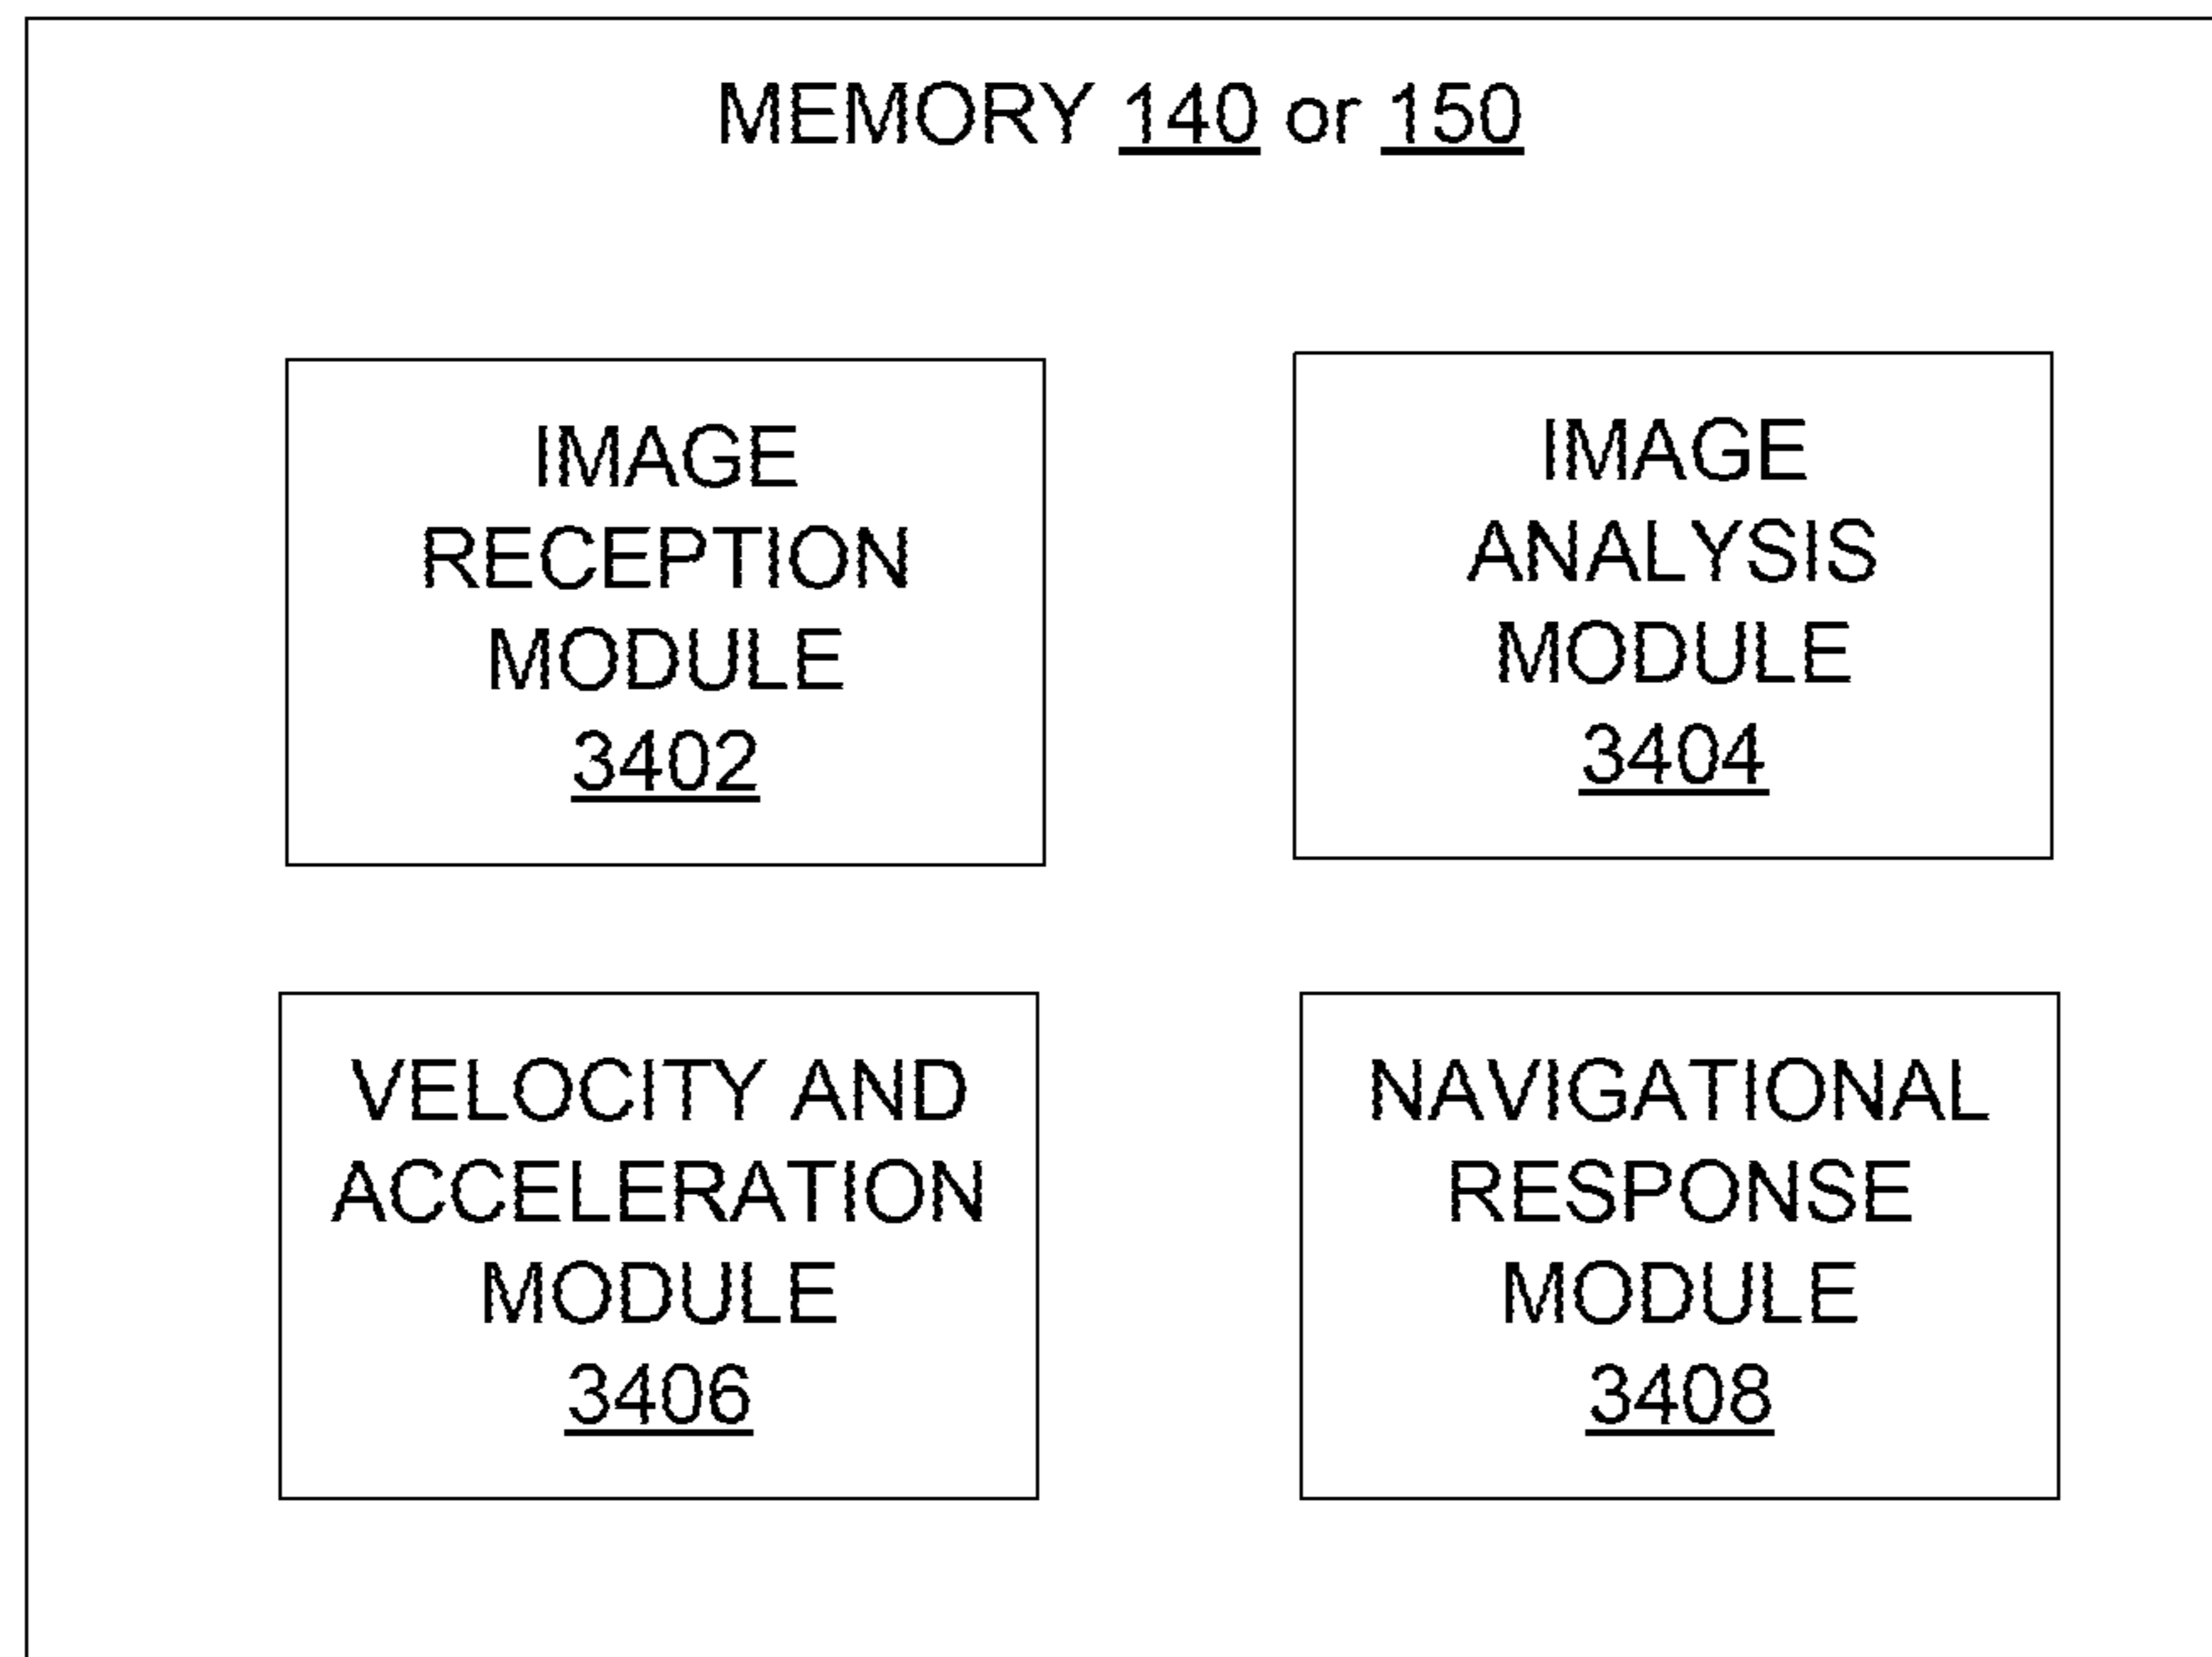 MEMORY 140 or 150
IMAGE
RECEPTION
MODULE
3402
IMAGE
ANALYSIS
MODULE
3404
VELOCITY AND
ACCELERATION
MODULE
3406
NAVIGATIONAL
RESPONSE
MODULE
3408